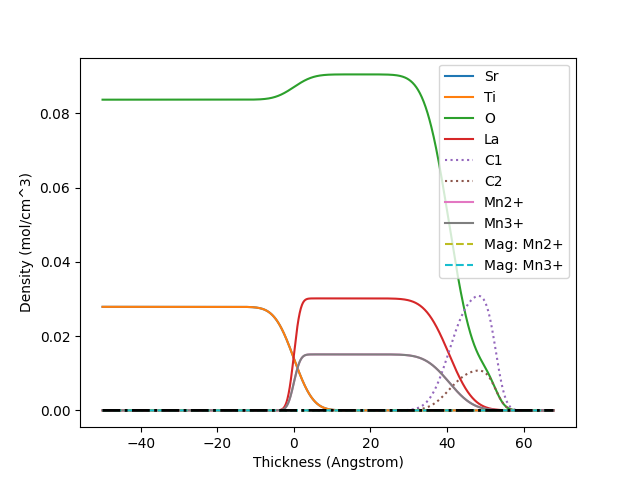 Density (mol/cm^3)
0.08
0.06
0.04
0.02
0.00
−40
−20
0
20
40
60
Thickness (Angstrom)
Sr
Ti
O
La
C1
C2
Mn2+
Mn3+
Mag: Mn2+
Mag: Mn3+